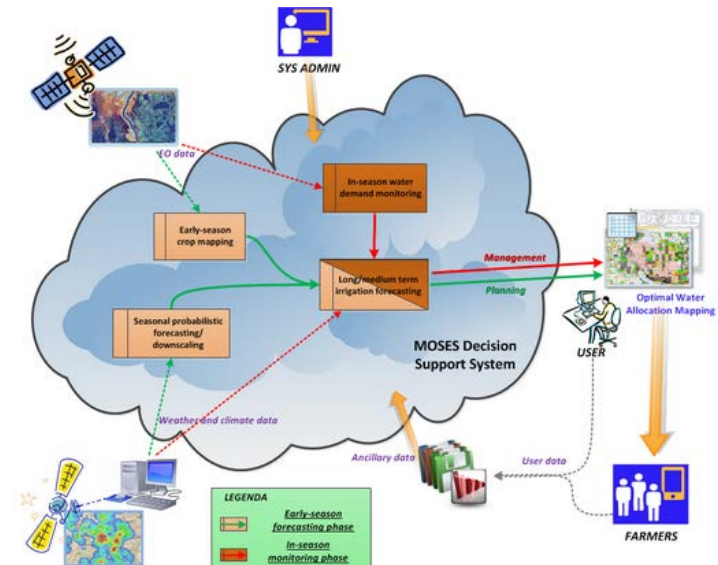 SYS ADMIN
EO data
In-season water
demand monitoring
Early-season
crop mapping
Long/medium term
irrigation forecasting
Management
Planning
Optimal Water
Allocation Mapping
Seasonal probabilistic
forecasting/
downscaling
MOSES Decision
Support System
USER
Weather and climate data
Ancillary data
User data
LEGENDA
Early-season
forecasting phase
In-season
monitoring phase
FARMERS